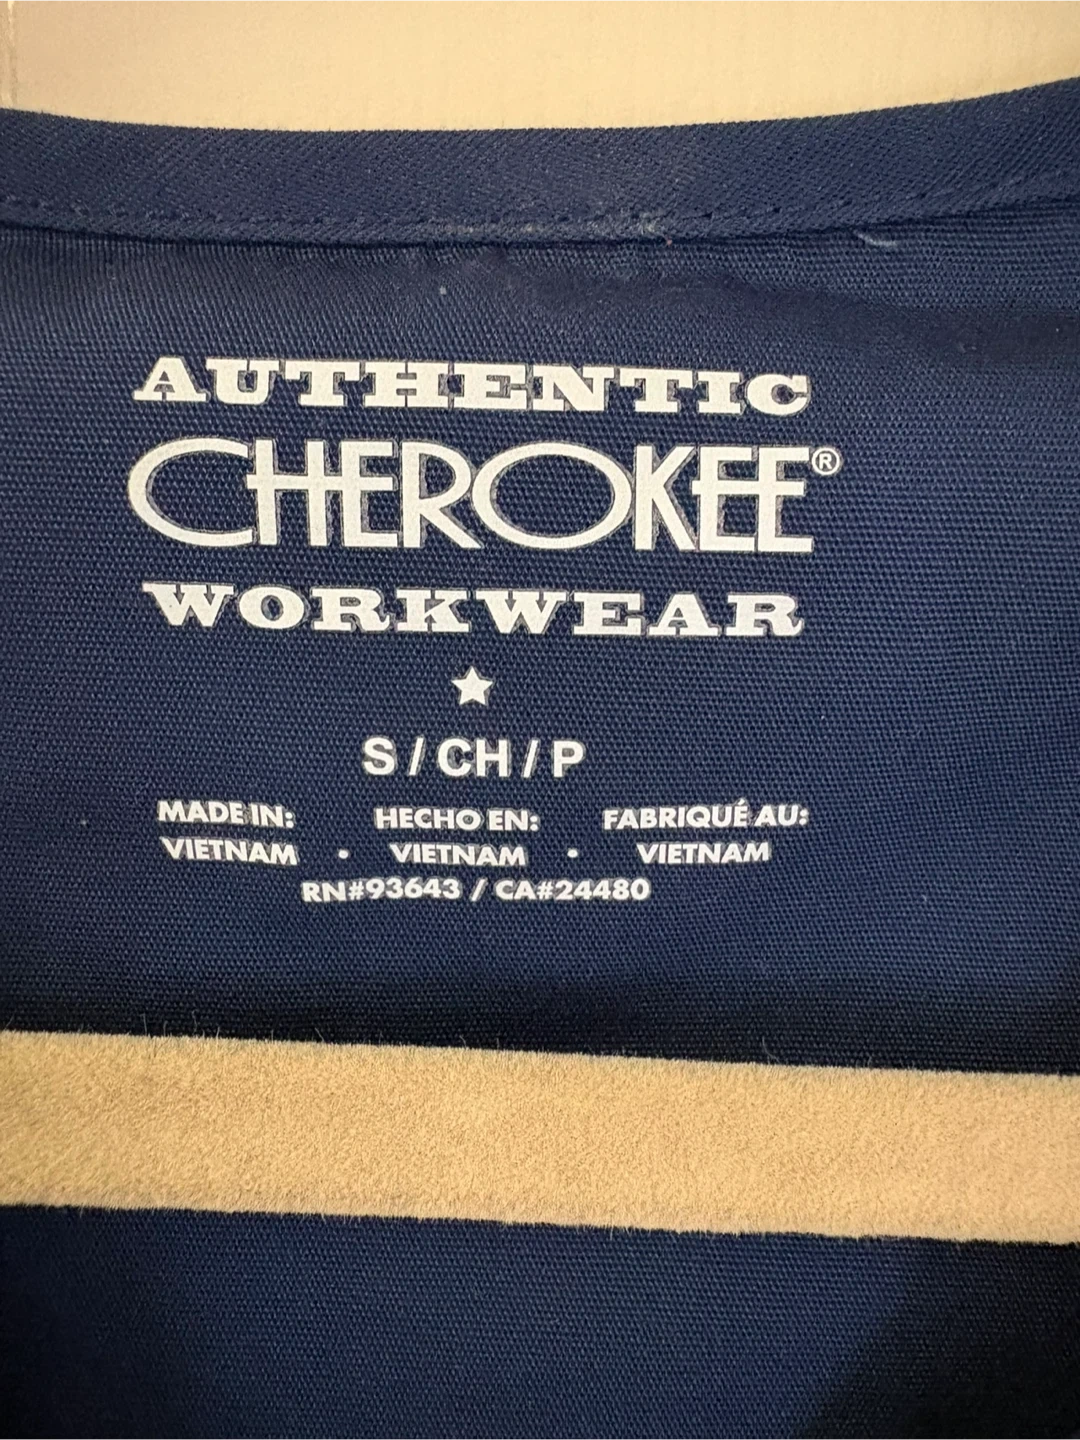 AUTHENTIC
CHEROKEE®
WORKWEAR
S / CH / P
MADE IN: HECHO EN: FABRIQUÉ AU:
VIETNAM • VIETNAM • VIETNAM
RN#93643 / CA#24480